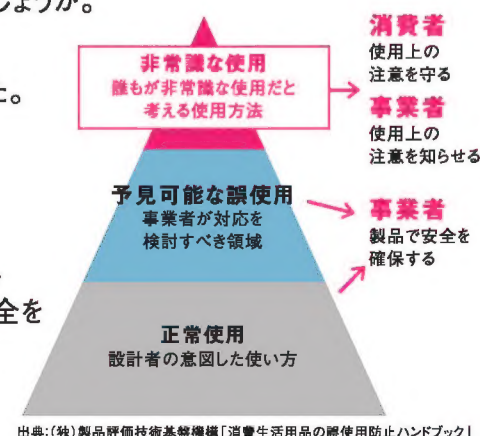 しょうか。
た。
全を
非常識な使用
誰もが非常識な使用だと
考える使用方法
消費者
使用上の
注意を守る
事業者
使用上の
注意を知らせる
予見可能な誤使用
事業者が対応を
検討すべき領域
事業者
製品で安全を
確保する
正常使用
設計者の意図した使い方
出典:(独)製品評価技術基盤機構「消費生活用品の誤使用防止ハンドブック」